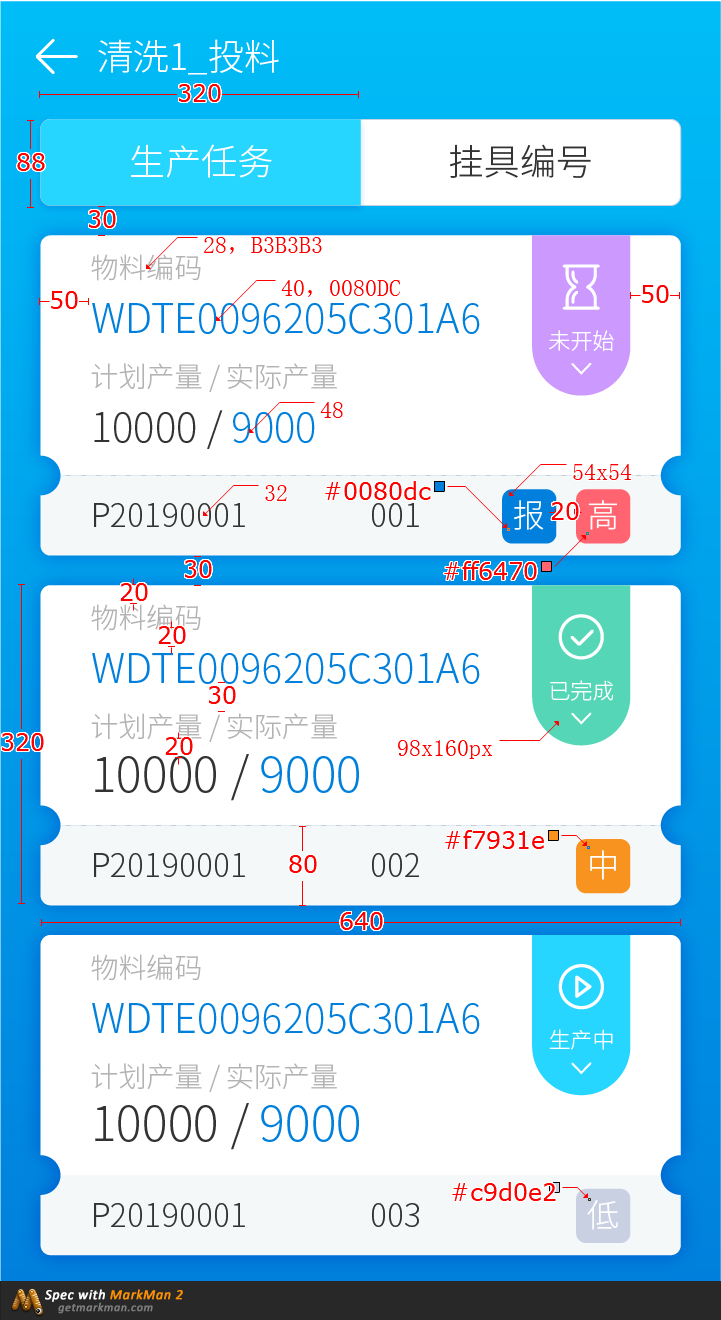 清洗1_投料
320
88
生产任务
挂具编号
30
28，B3B3B3
物料编码
50
50
40，0080DC
WDTE0096205C301A6
未开始
计划产量 / 实际产量
48
10000 / 9000
54x54
32
#0080dc
P20190001
001
报
20
高
30
#ff6470
20
物料编码
20
WDTE0096205C301A6
已完成
30
计划产量 / 实际产量
320
20
98x160px
10000 / 9000
#f7931e
P20190001
80
002
中
640
物料编码
WDTE0096205C301A6
生产中
计划产量 / 实际产量
10000 / 9000
#c9d0e2
P20190001
003
低
Spec with MarkMan 2
getmarkman.com